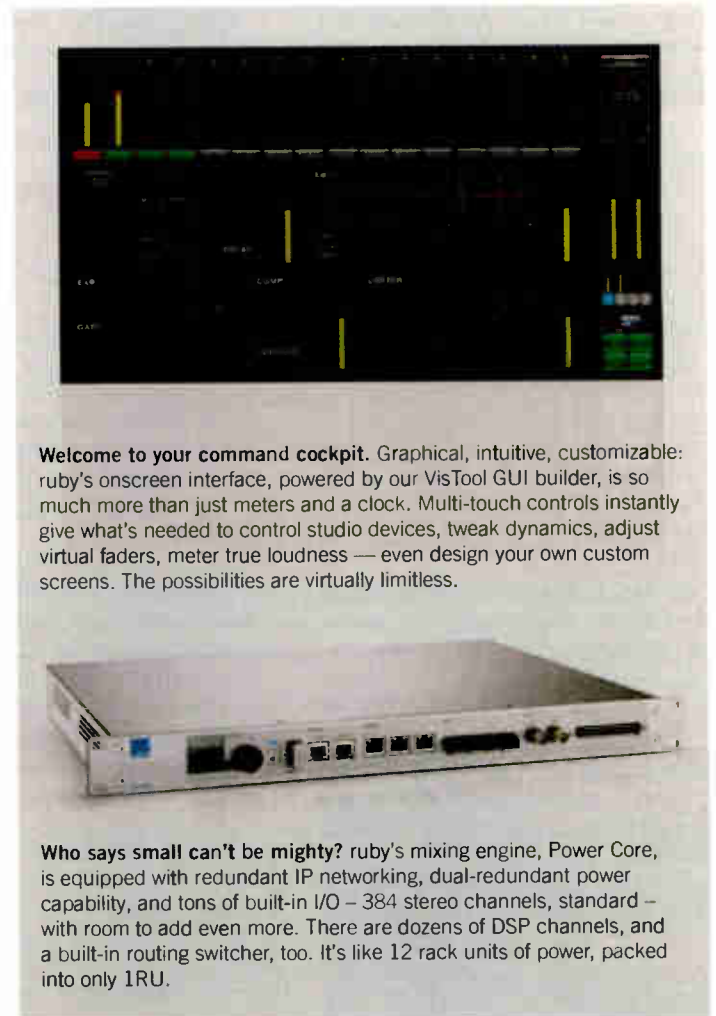 Welcome to your command cockpit. Graphical, intuitive, customizable:
ruby's onscreen interface, powered by our VisTool GUI builder, is so
much more than just meters and a clock. Multi-touch controls instantly
give what's needed to control studio devices, tweak dynamics, adjust
virtual faders, meter true loudness — even design your own custom
screens. The possibilities are virtually limitless.
Who says small can't be mighty? ruby's mixing engine, Power Core,
is equipped with redundant IP networking, dual-redundant power
capability, and tons of built-in I/O – 384 stereo channels, standard –
with room to add even more. There are dozens of DSP channels, and
a built-in routing switcher, too. It's like 12 rack units of power, packed
into only 1RU.